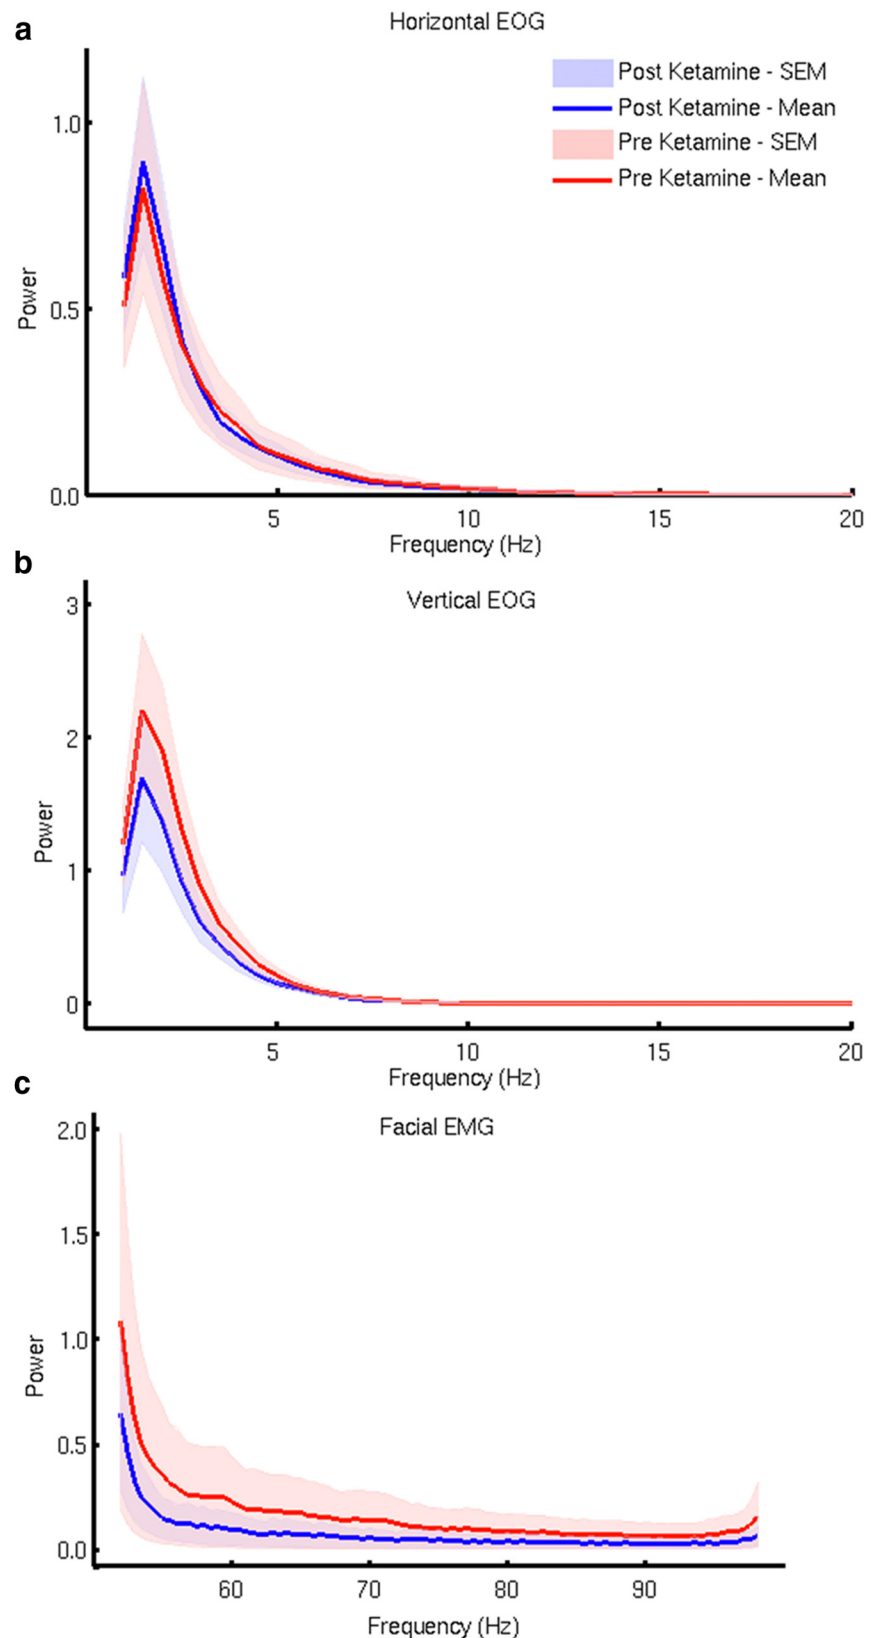 a
Horizontal EOG
Post Ketamine - SEM
Post Ketamine - Mean
Pre Ketamine - SEM
Pre Ketamine - Mean
1.0
0.5
0.0
Power
5 10 15 20
Frequency (Hz)
b
Vertical EOG
3
2
1
0
Power
5 10 15 20
Frequency (Hz)
c
Facial EMG
2.0
1.5
1.0
0.5
0.0
Power
60 70 80 90
Frequency (Hz)